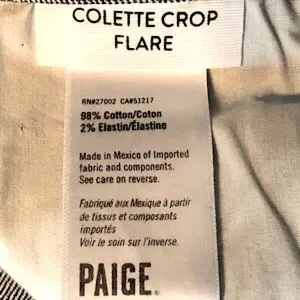 COLETTE CROP
FLARE
RN#27002 CA#51217
98% Cotton/Coton
2% Elastin/Élastine
Made in Mexico of Imported
fabric and components.
See care on reverse.
Fabriqué aux Mexique à partir
de tissus et composants
importés
Voir le soin sur l'inverse.
PAIGE.